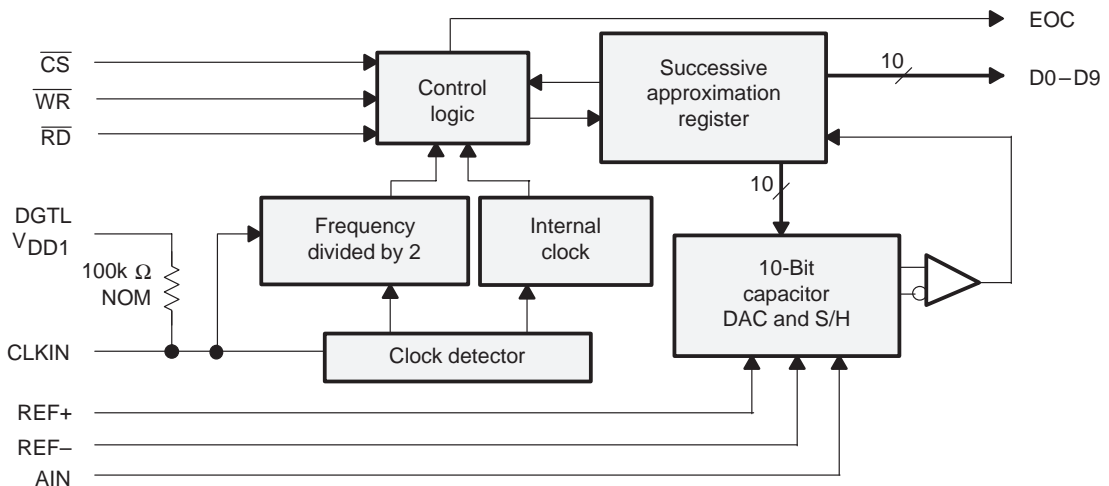 EOC
CS
WR
RD
Control
logic
Successive
approximation
register
10
D0–D9
10
DGTL
VDD1
100k Ω
NOM
Frequency
divided by 2
Internal
clock
10-Bit
capacitor
DAC and S/H
CLKIN
Clock detector
REF+
REF–
AIN